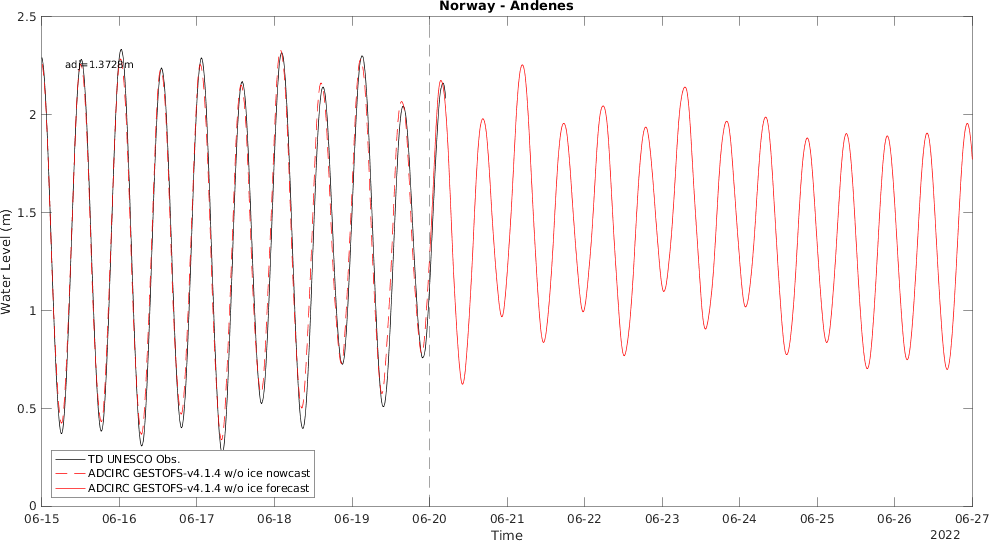 Norway - Andenes
2.5
adj=1.3728m
2
1.5
Water Level (m)
1
0.5
TD UNESCO Obs.
ADCIRC GESTOFS-v4.1.4 w/o ice nowcast
ADCIRC GESTOFS-v4.1.4 w/o ice forecast
0
06-15 06-16 06-17 06-18 06-19 06-20 06-21 06-22 06-23 06-24 06-25 06-26 06-27
Time
2022